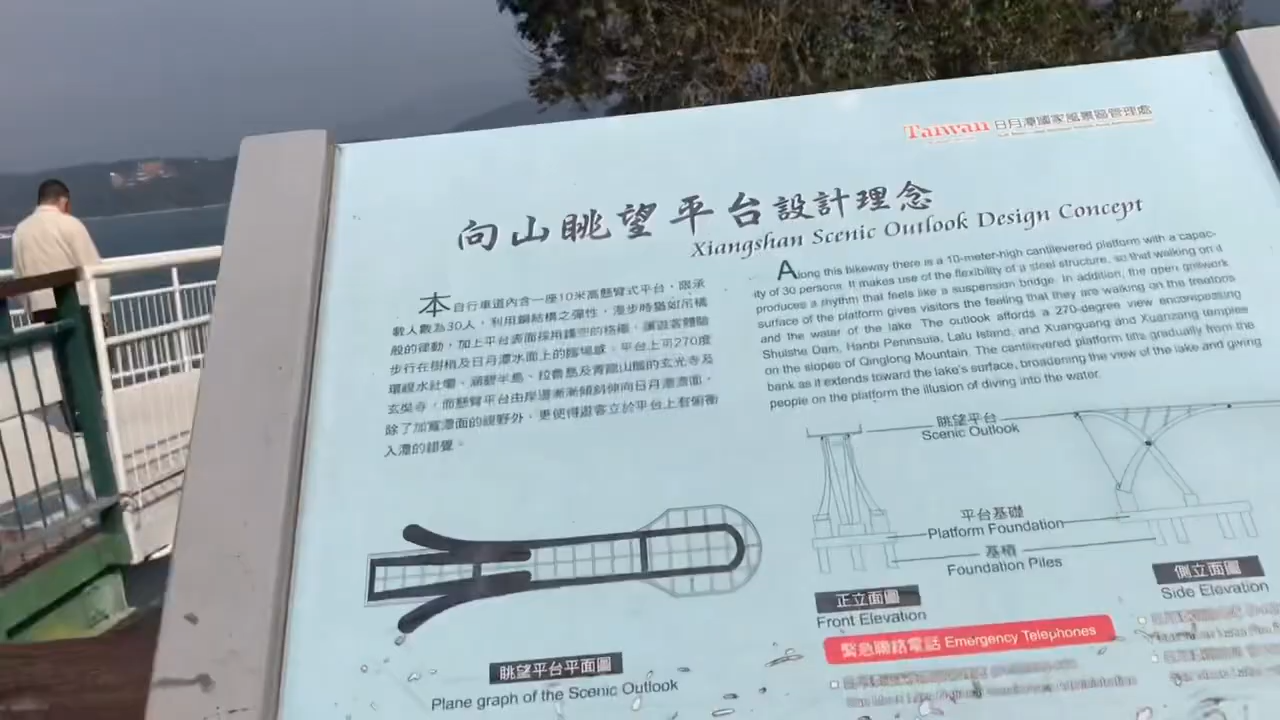 Taiwan 日月潭國家風景區管理處
向山眺望平台設計理念
Xiangshan Scenic Outlook Design Concept
本自行車道內含一座10米高懸臂式平台，限承
載人數為30人，利用鋼結構之彈性，漫步時猶如吊橋
般的律動，加上平台表面採用鏤空的格柵，讓遊客體驗
步行在樹梢及日月潭水面上的臨場感。平台上可270度
環視水社壩、涵碧半島、拉魯島及青龍山麓的玄光寺及
玄奘寺，而懸臂平台由岸邊漸漸傾斜伸向日月潭潭面，
除了加寬潭面的視野外，更使得遊客立於平台上有俯衝
入潭的錯覺。
Along this bikeway there is a 10-meter-high cantilevered platform with a capac-
ity of 30 persons. It makes use of the flexibility of a steel structure, so that walking on it
produces a rhythm that feels like a suspension bridge. In addition, the open grillwork
surface of the platform gives visitors the feeling that they are walking on the treetops
and the water of the lake. The outlook affords a 270-degree view encompassing
Shuishe Dam, Hanbi Peninsula, Lalu Island, and Xuanguang and Xuanzang temples
on the slopes of Qinglong Mountain. The cantilevered platform tilts gradually from the
bank as it extends toward the lake's surface, broadening the view of the lake and giving
people on the platform the illusion of diving into the water.
眺望平台
Scenic Outlook
平台基礎
Platform Foundation
基樁
Foundation Piles
正立面圖
Front Elevation
側立面圖
Side Elevation
眺望平台平面圖
Plane graph of the Scenic Outlook
緊急聯絡電話 Emergency Telephones